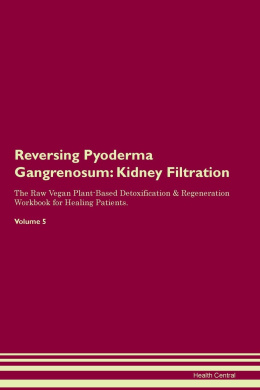 Reversing Pyoderma
Gangrenosum: Kidney Filtration
The Raw Vegan Plant-Based Detoxification & Regeneration
Workbook for Healing Patients.
Volume 5
Health Central